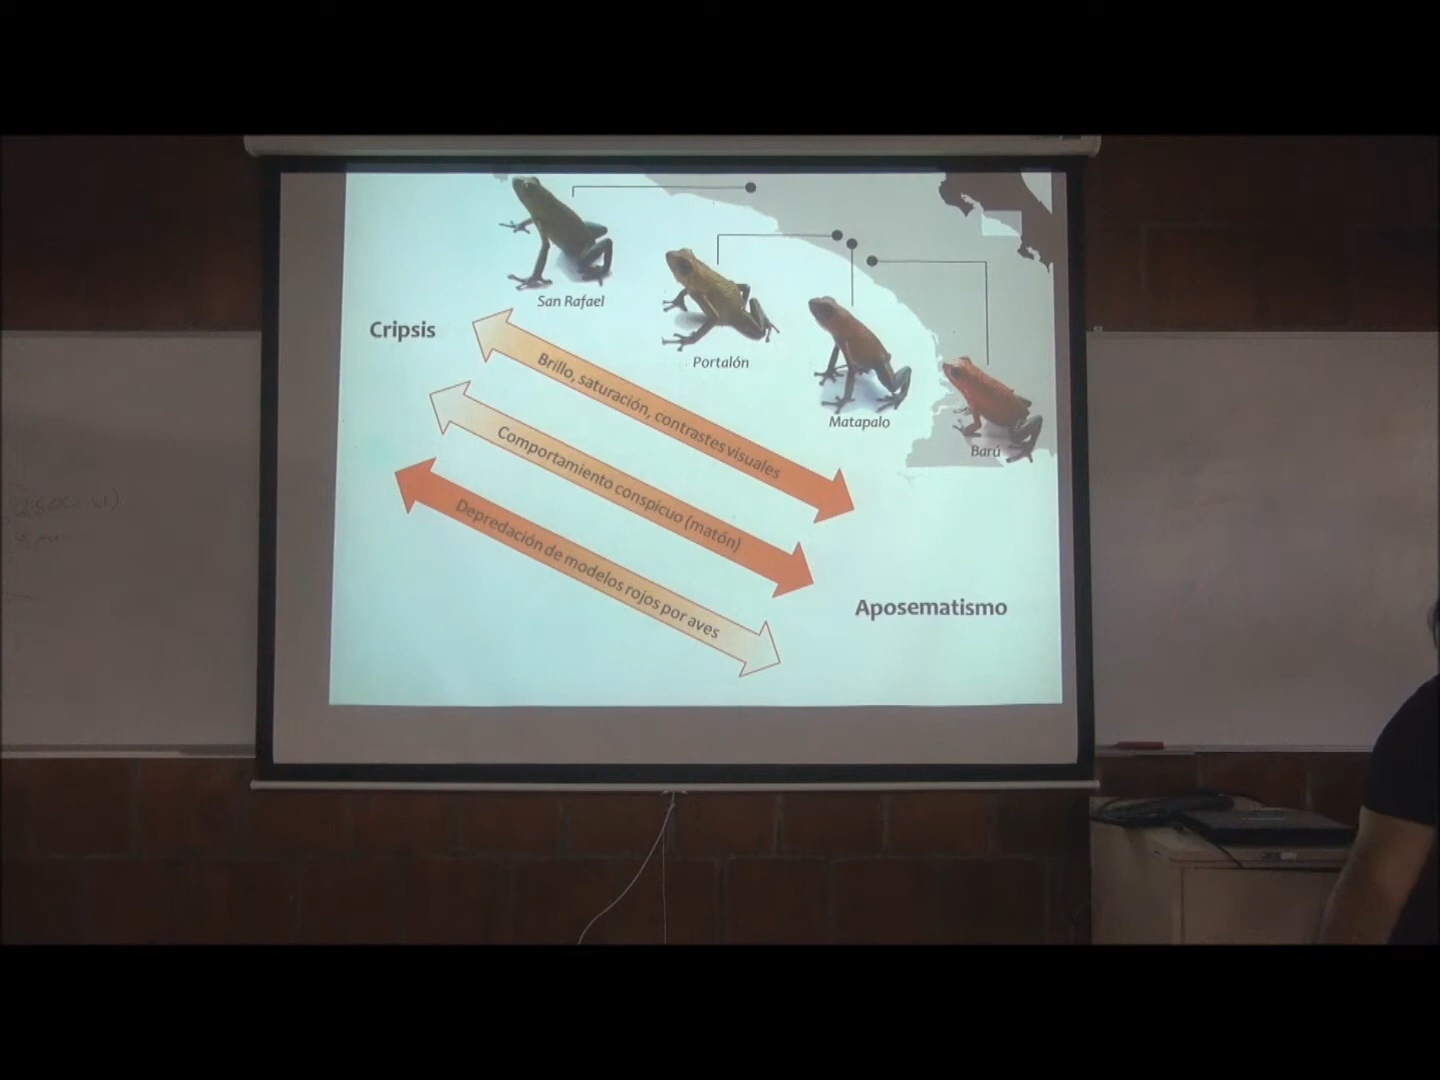 San Rafael
Cripsis
Portalón
Brillo, saturación, contrastes visuales
Matapalo
Barú
Comportamiento conspicuo (matón)
Depredación de modelos rojos por aves
Aposematismo